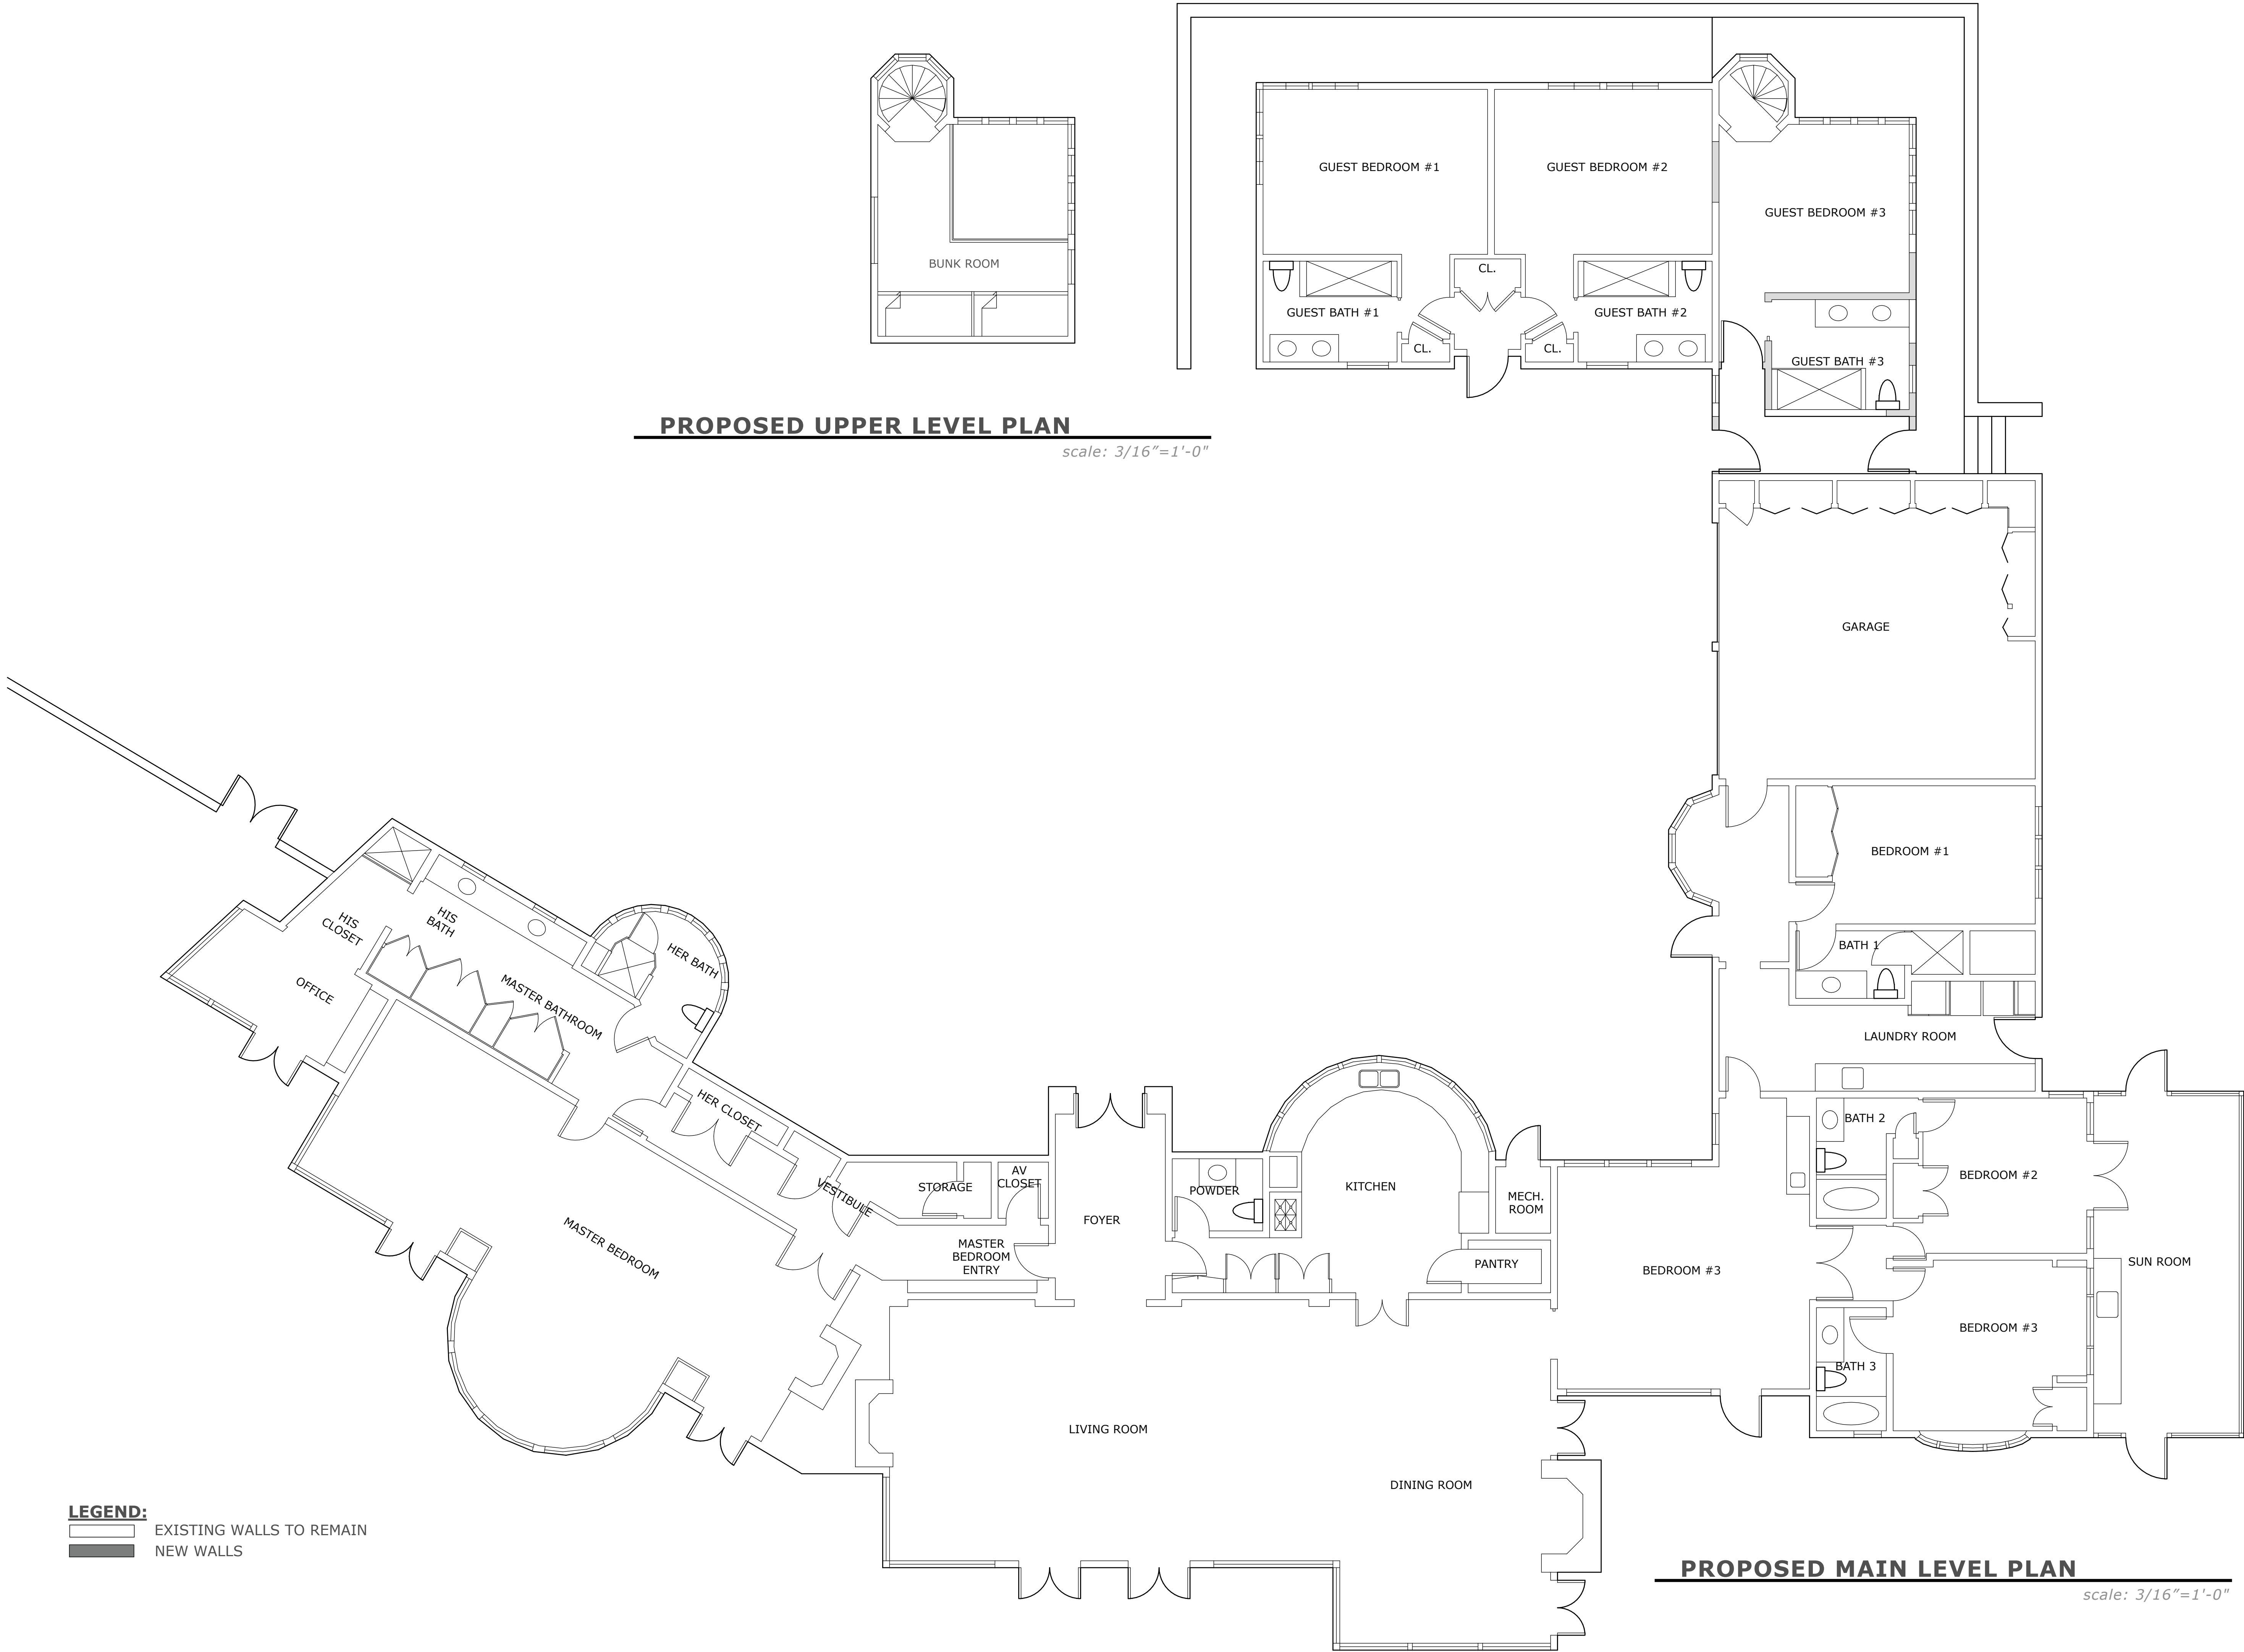 GUEST BEDROOM #1
GUEST BEDROOM #2
GUEST BEDROOM #3
BUNK ROOM
CL.
GUEST BATH #1
GUEST BATH #2
CL.
CL.
GUEST BATH #3
PROPOSED UPPER LEVEL PLAN
scale: 3/16"=1'-0"
GARAGE
BEDROOM #1
HIS
CLOSET
HIS
BATH
HER BATH
BATH 1
OFFICE
MASTER BATHROOM
LAUNDRY ROOM
HER CLOSET
BATH 2
AV
CLOSET
STORAGE
VESTIBULE
POWDER
KITCHEN
MECH.
ROOM
BEDROOM #2
FOYER
MASTER BEDROOM
MASTER
BEDROOM
ENTRY
PANTRY
BEDROOM #3
SUN ROOM
BEDROOM #3
BATH 3
LIVING ROOM
DINING ROOM
LEGEND:
EXISTING WALLS TO REMAIN
NEW WALLS
PROPOSED MAIN LEVEL PLAN
scale: 3/16"=1'-0"